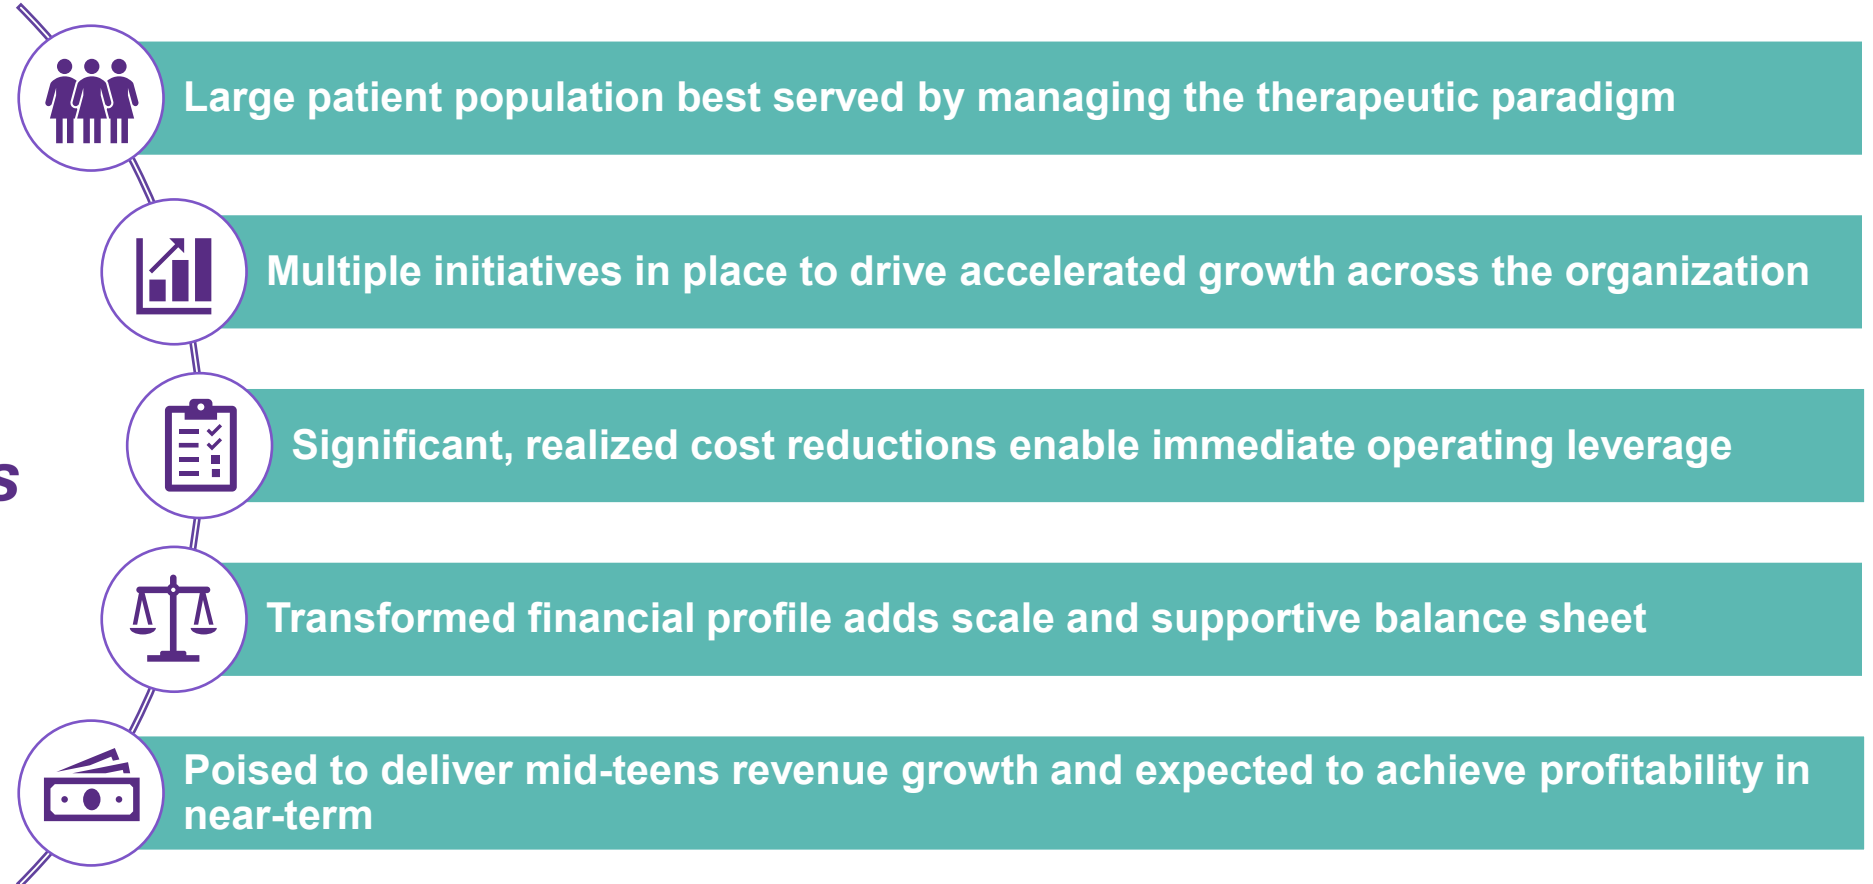 Large patient population best served by managing the therapeutic paradigm
Multiple initiatives in place to drive accelerated growth across the organization
Significant, realized cost reductions enable immediate operating leverage
Transformed financial profile adds scale and supportive balance sheet
Poised to deliver mid-teens revenue growth and expected to achieve profitability in
near-term